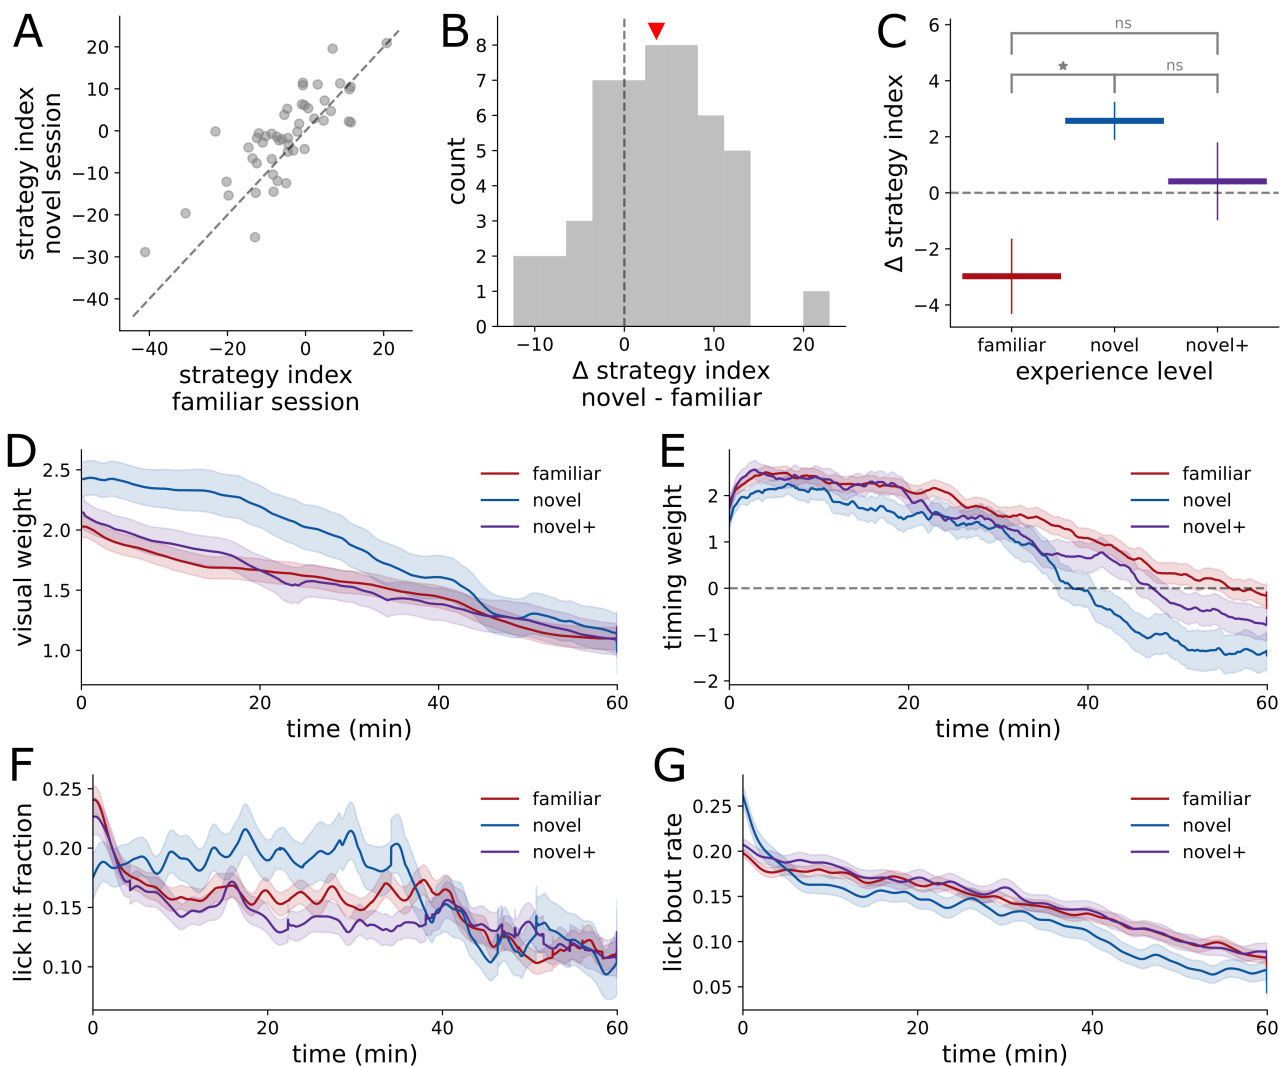 A
strategy index
novel session
20
10
0
−10
−20
−30
−40
−40
−20
0
20
strategy index
familiar session
B
count
8
7
6
5
4
3
2
1
0
−10
0
10
20
Δ strategy index
novel - familiar
C
Δ strategy index
6
4
2
0
−2
−4
ns
★
ns
familiar
novel
novel+
experience level
D
visual weight
2.5
2.0
1.5
1.0
familiar
novel
novel+
0
20
40
60
time (min)
E
timing weight
2
1
0
−1
−2
familiar
novel
novel+
0
20
40
60
time (min)
F
lick hit fraction
0.25
0.20
0.15
0.10
familiar
novel
novel+
0
20
40
60
time (min)
G
lick bout rate
0.25
0.20
0.15
0.10
0.05
familiar
novel
novel+
0
20
40
60
time (min)